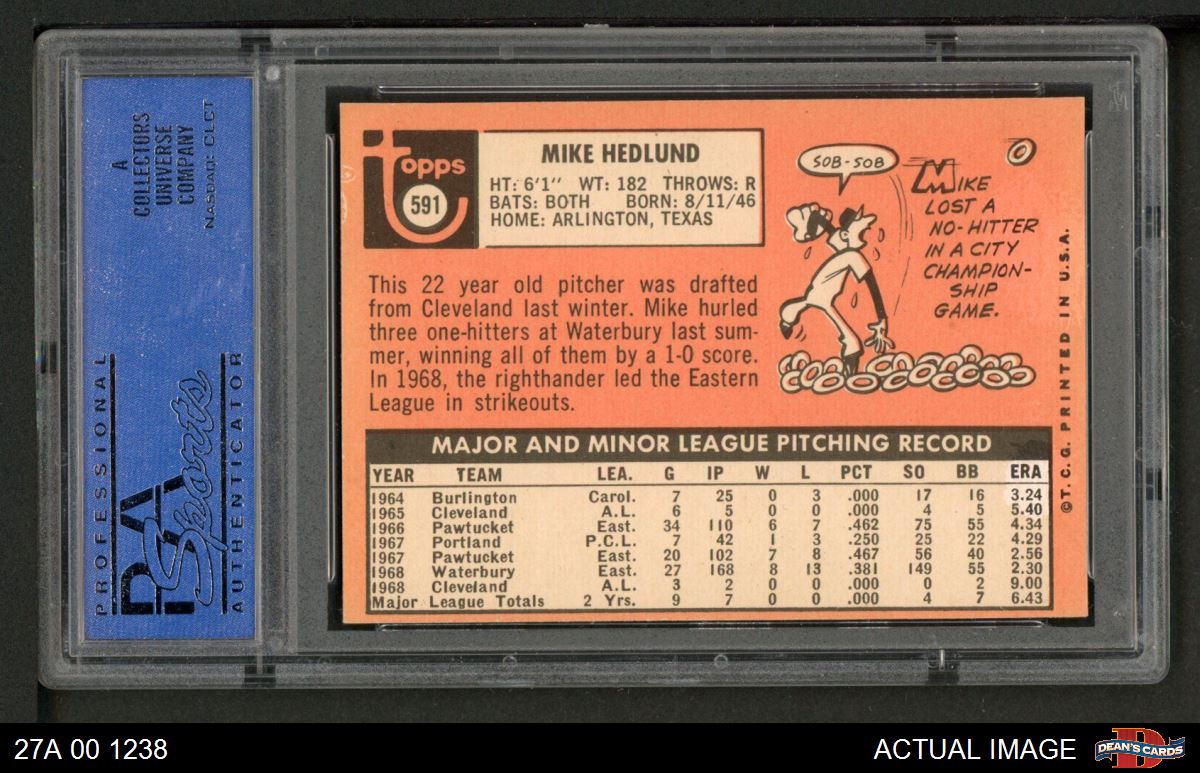 A
COLLECTORS
UNIVERSE
COMPANY
NASDAQ: CLCT
PROFESSIONAL
PSA
Sports
AUTHENTICATOR
topps
591
MIKE HEDLUND
HT: 6'1" WT: 182 THROWS: R
BATS: BOTH BORN: 8/11/46
HOME: ARLINGTON, TEXAS
This 22 year old pitcher was drafted
from Cleveland last winter. Mike hurled
three one-hitters at Waterbury last sum-
mer, winning all of them by a 1-0 score.
In 1968, the righthander led the Eastern
League in strikeouts.
SOB-SOB
MIKE
LOST A
NO-HITTER
IN A CITY
CHAMPION-
SHIP
GAME.
MAJOR AND MINOR LEAGUE PITCHING RECORD
YEAR TEAM LEA. G IP W L PCT SO BB ERA
1964 Burlington Carol. 7 25 0 3 .000 17 16 3.24
1965 Cleveland A.L. 6 5 0 0 .000 4 5 5.40
1966 Pawtucket East. 34 110 6 7 .462 75 55 4.34
1967 Portland P.C.L. 7 42 1 3 .250 25 22 4.29
1967 Pawtucket East. 20 102 7 8 .467 56 40 2.56
1968 Waterbury East. 27 168 8 13 .381 149 55 2.30
1968 Cleveland A.L. 3 2 0 0 .000 0 2 9.00
Major League Totals 2 Yrs. 9 7 0 0 .000 4 7 6.43
©T.C.G. PRINTED IN U.S.A.
27A 00 1238
ACTUAL IMAGE
DEAN'S CARDS